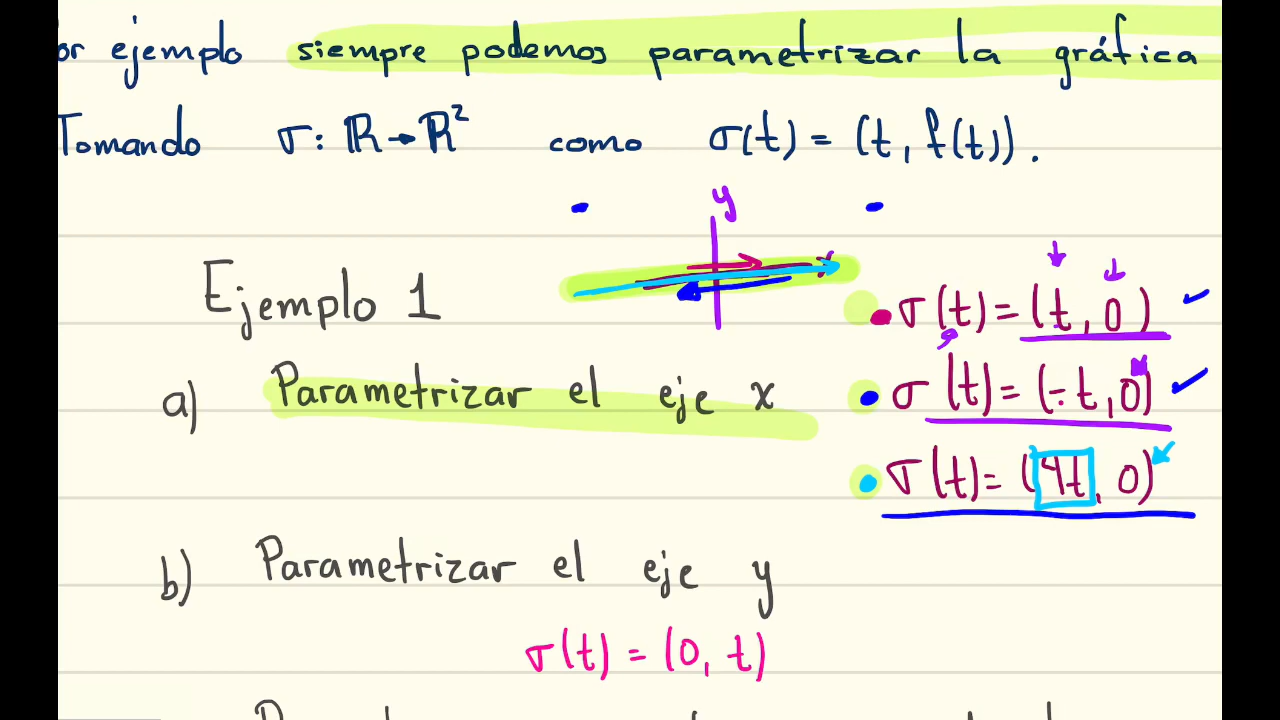 or ejemplo siempre podemos parametrizar la gráfica
Tomando σ: ℝ→ℝ² como σ(t) = (t, f(t)).
y
x
Ejemplo 1
σ(t) = (t, 0)
a) Parametrizar el eje x
σ(t) = (-t, 0)
σ(t) = (4t, 0)
b) Parametrizar el eje y
σ(t) = (0, t)